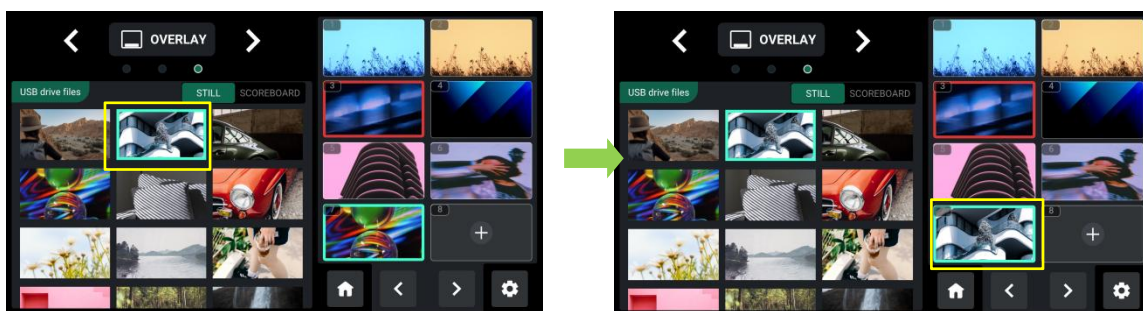 OVERLAY
USB drive files
STILL SCOREBOARD
1 2
3 4
5 6
7 8
OVERLAY
USB drive files
STILL SCOREBOARD
1 2
3 4
5 6
8